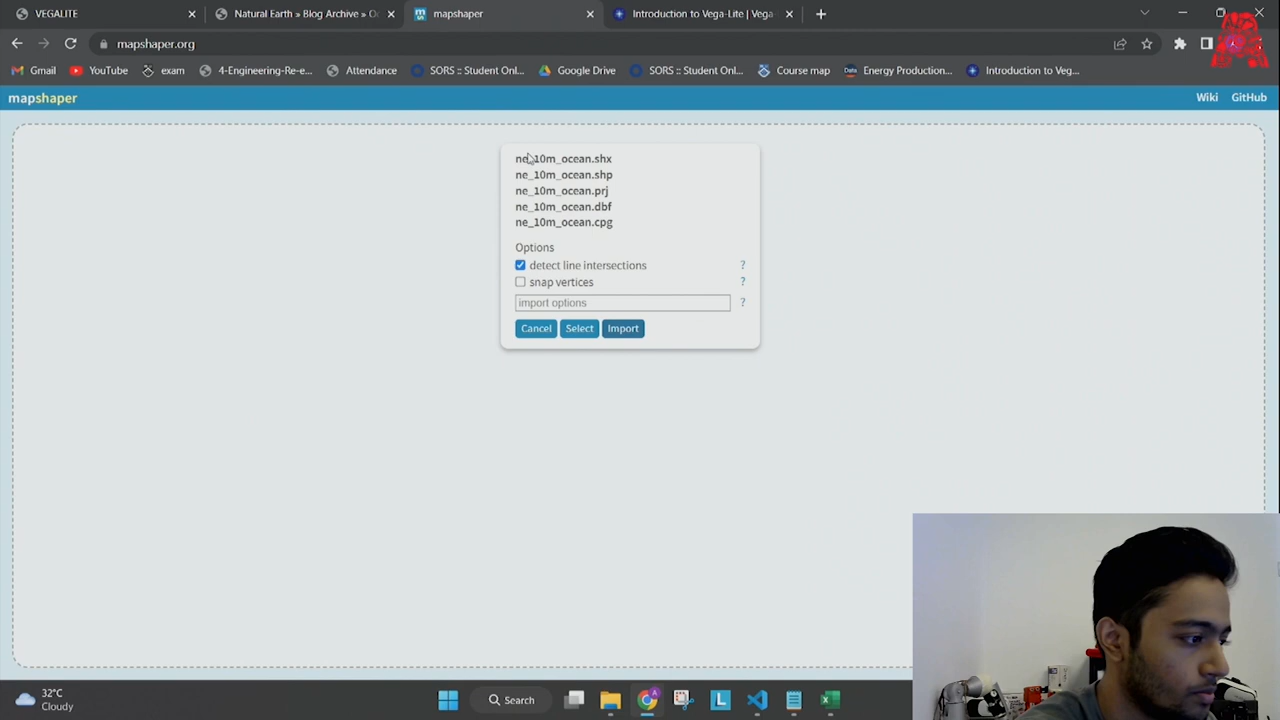 VEGALITE
Natural Earth » Blog Archive » Oc
mapshaper
Introduction to Vega-Lite | Vega
mapshaper.org
Gmail
YouTube
exam
4-Engineering-Re-e...
Attendance
SORS :: Student Onl...
Google Drive
SORS :: Student Onl...
Course map
Energy Production...
Introduction to Veg...
mapshaper
Wiki
GitHub
ne_10m_ocean.shx
ne_10m_ocean.shp
ne_10m_ocean.prj
ne_10m_ocean.dbf
ne_10m_ocean.cpg
Options
detect line intersections ?
snap vertices ?
import options ?
Cancel Select Import
32°C
Cloudy
Search